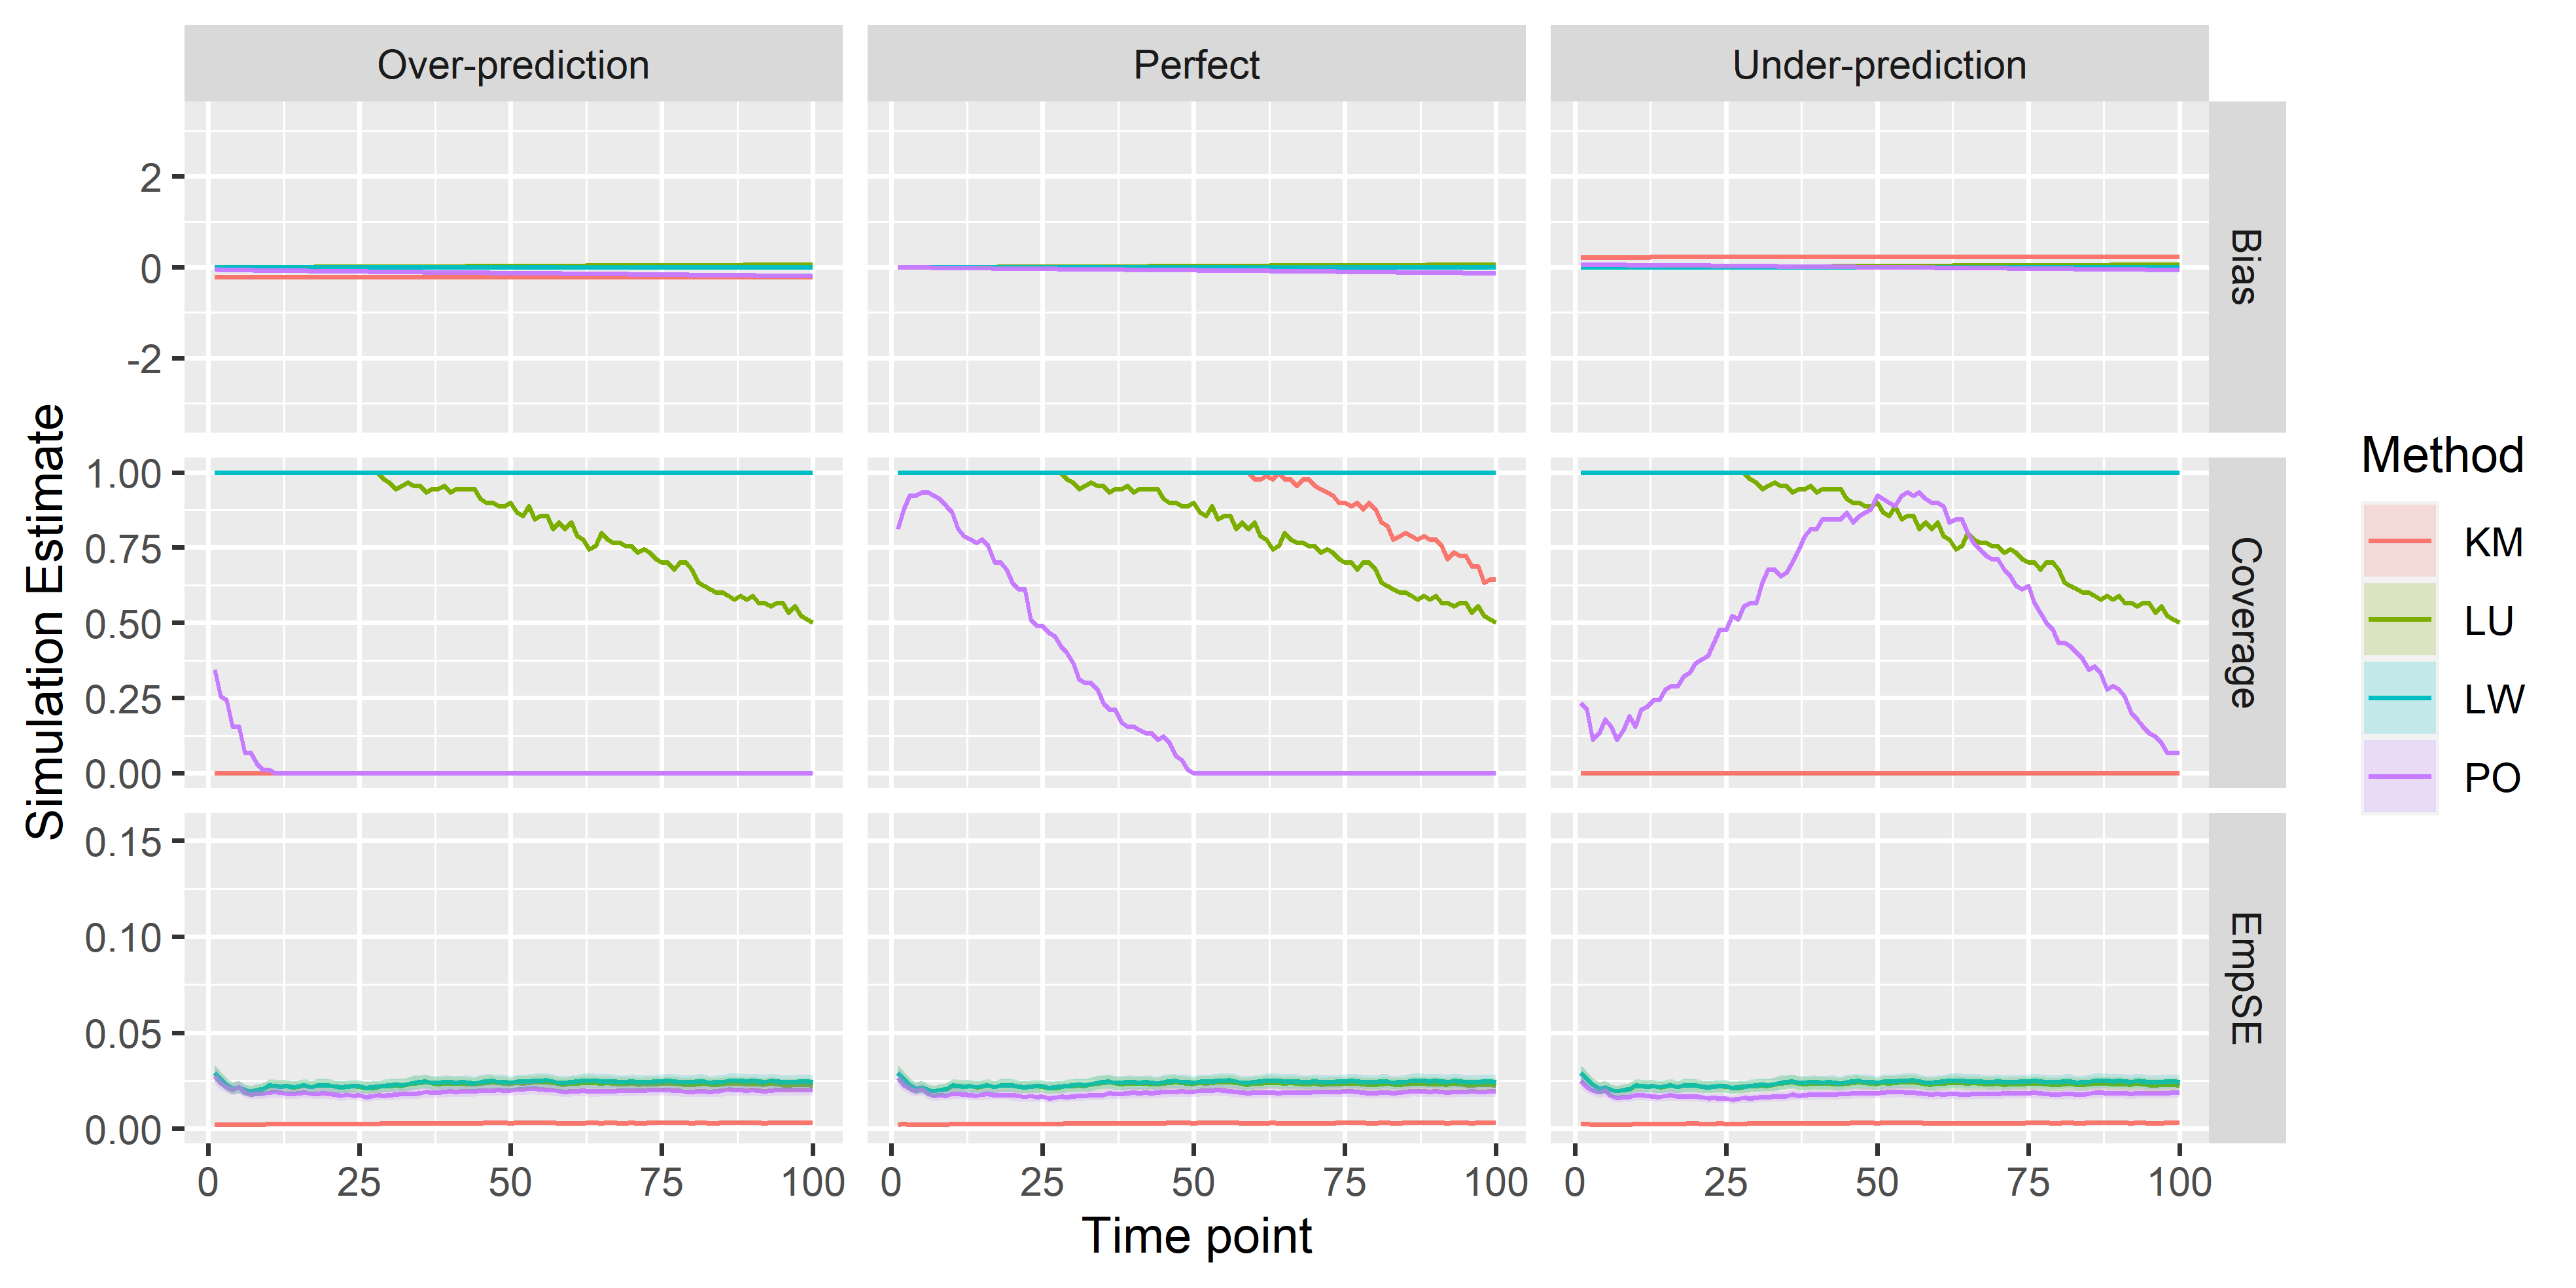 Over-prediction
Perfect
Under-prediction
2
0
-2
Bias
1.00
0.75
0.50
0.25
0.00
Coverage
0.15
0.10
0.05
0.00
EmpSE
0 25 50 75 100
0 25 50 75 100
0 25 50 75 100
Time point
Simulation Estimate
Method
KM
LU
LW
PO